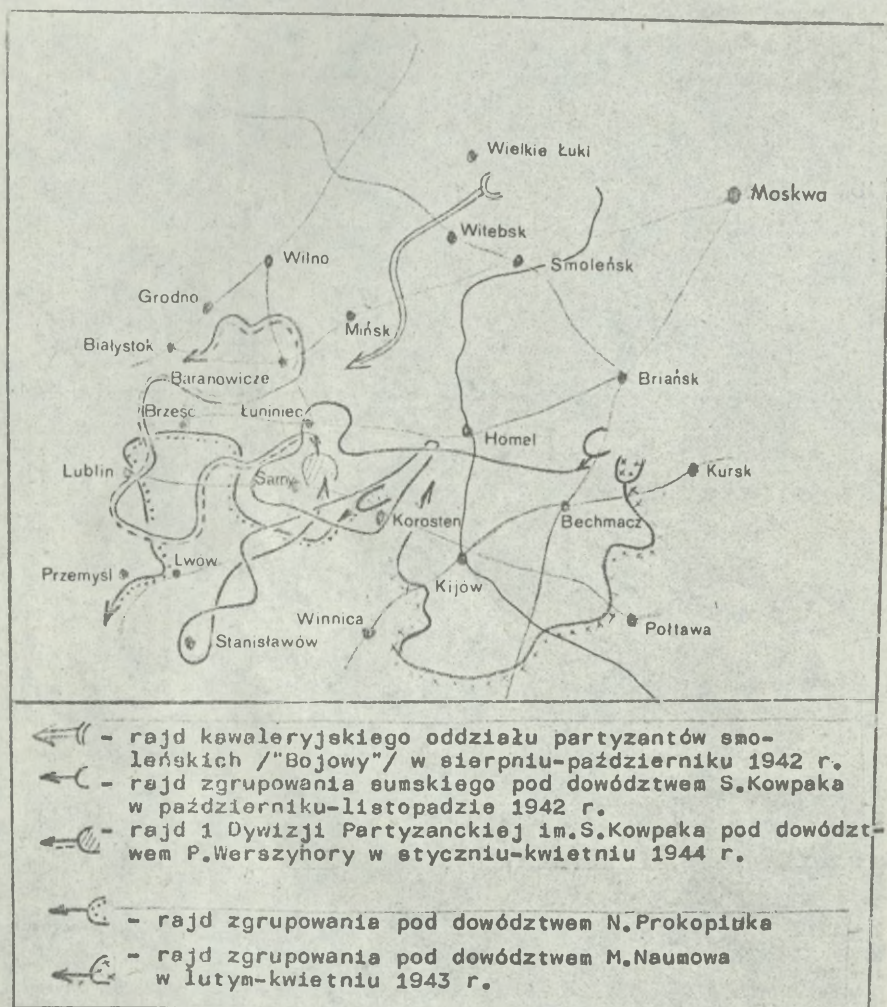 Wielkie Łuki
Moskwa
Witebsk
Wilno
Smoleńsk
Grodno
Mińsk
Białystok
Baranowicze
Briańsk
Brześć
Łuniniec
Homel
Lublin
Sarny
Kursk
Korosten
Bechmacz
Przemyśl
Lwów
Kijów
Winnica
Połtawa
Stanisławów
- rajd kawaleryjskiego oddziału partyzantów smo-
leńskich /"Bojowy"/ w sierpniu-październiku 1942 r.
- rajd zgrupowania sumskiego pod dowództwem S.Kowpaka
w październiku-listopadzie 1942 r.
- rajd 1 Dywizji Partyzanckiej im.S.Kowpaka pod dowództ-
wem P.Werszyhory w styczniu-kwietniu 1944 r.
- rajd zgrupowania pod dowództwem N.Prokopiuka
- rajd zgrupowania pod dowództwem M.Naumowa
w lutym-kwietniu 1943 r.